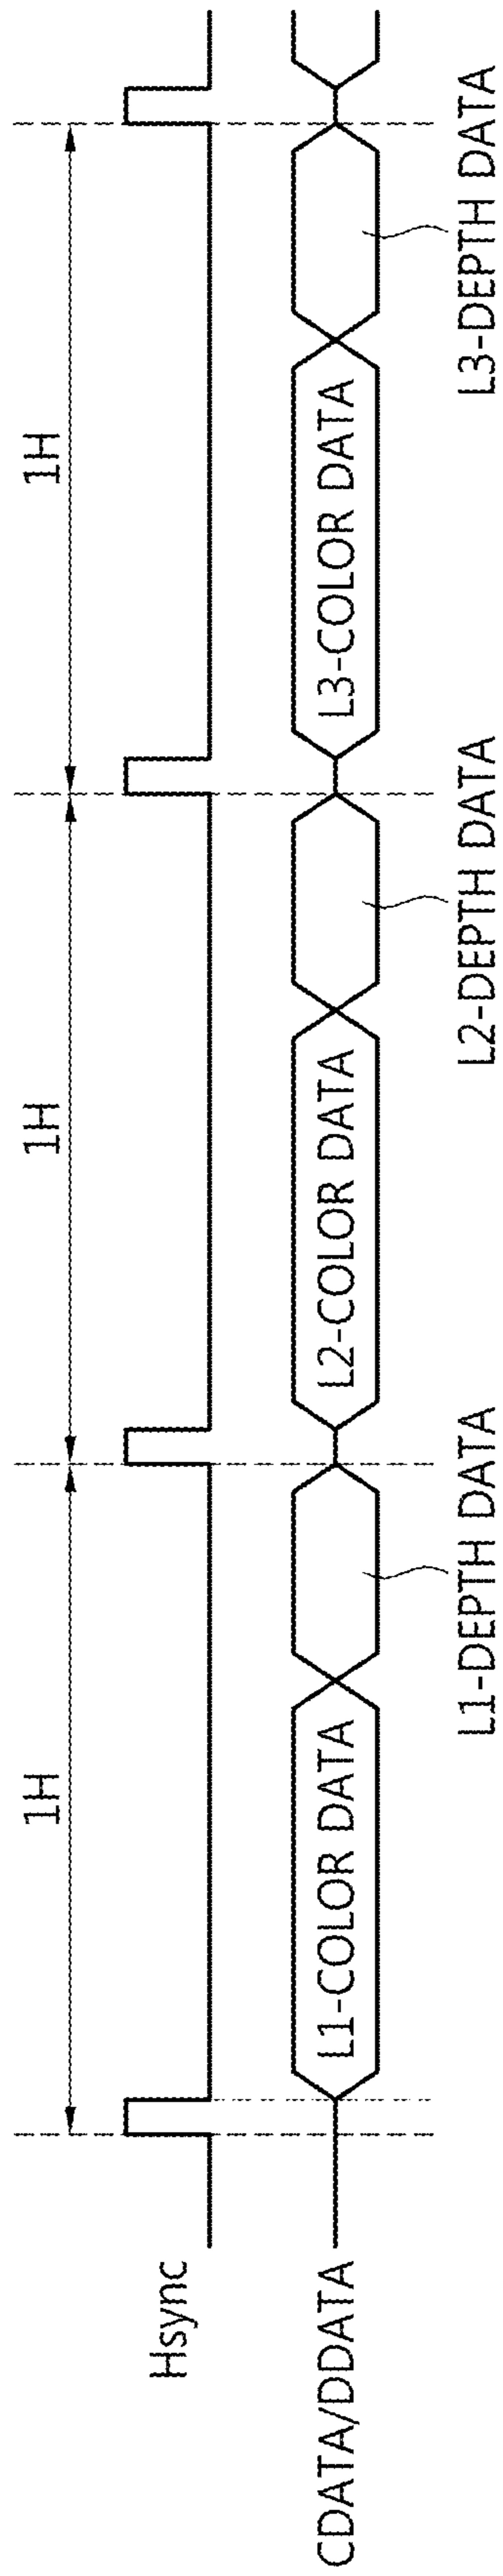 1H
1H
1H
Hsync
CDATA/DDATA
L1-COLOR DATA
L2-COLOR DATA
L3-COLOR DATA
L1-DEPTH DATA
L2-DEPTH DATA
L3-DEPTH DATA